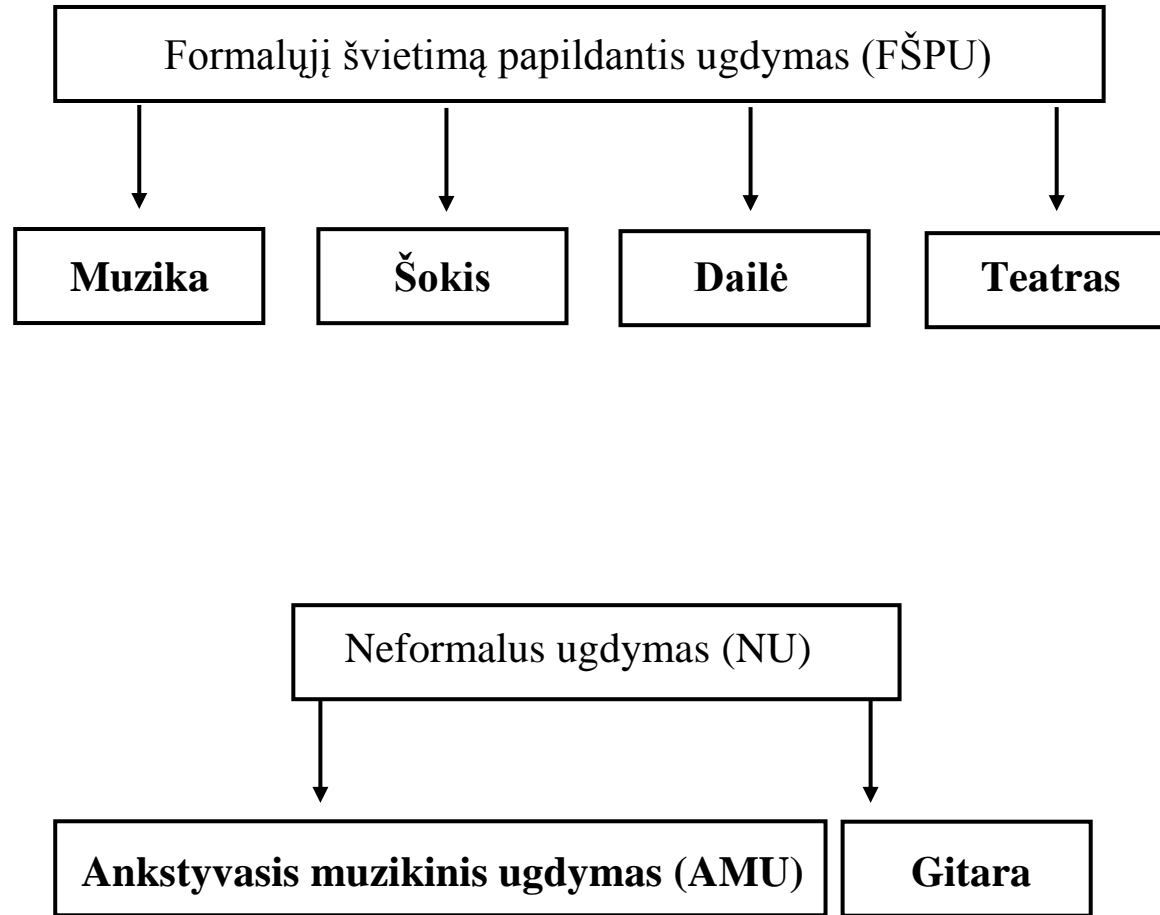 Formalųjį švietimą papildantis ugdymas (FŠPU)
Muzika
Šokis
Dailė
Teatras
Neformalus ugdymas (NU)
Ankstyvasis muzikinis ugdymas (AMU)
Gitara